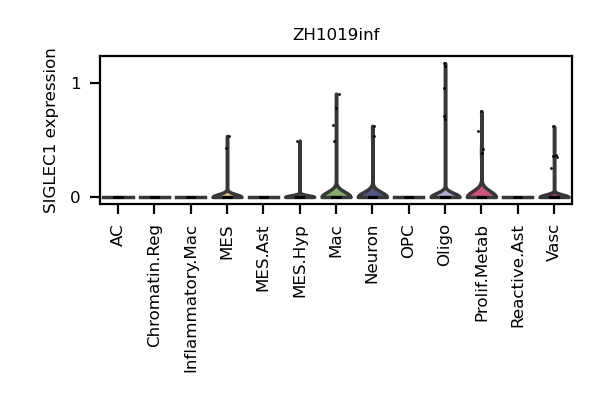 ZH1019inf
SIGLEC1 expression
1
0
AC
Chromatin.Reg
Inflammatory.Mac
MES
MES.Ast
MES.Hyp
Mac
Neuron
OPC
Oligo
Prolif.Metab
Reactive.Ast
Vasc